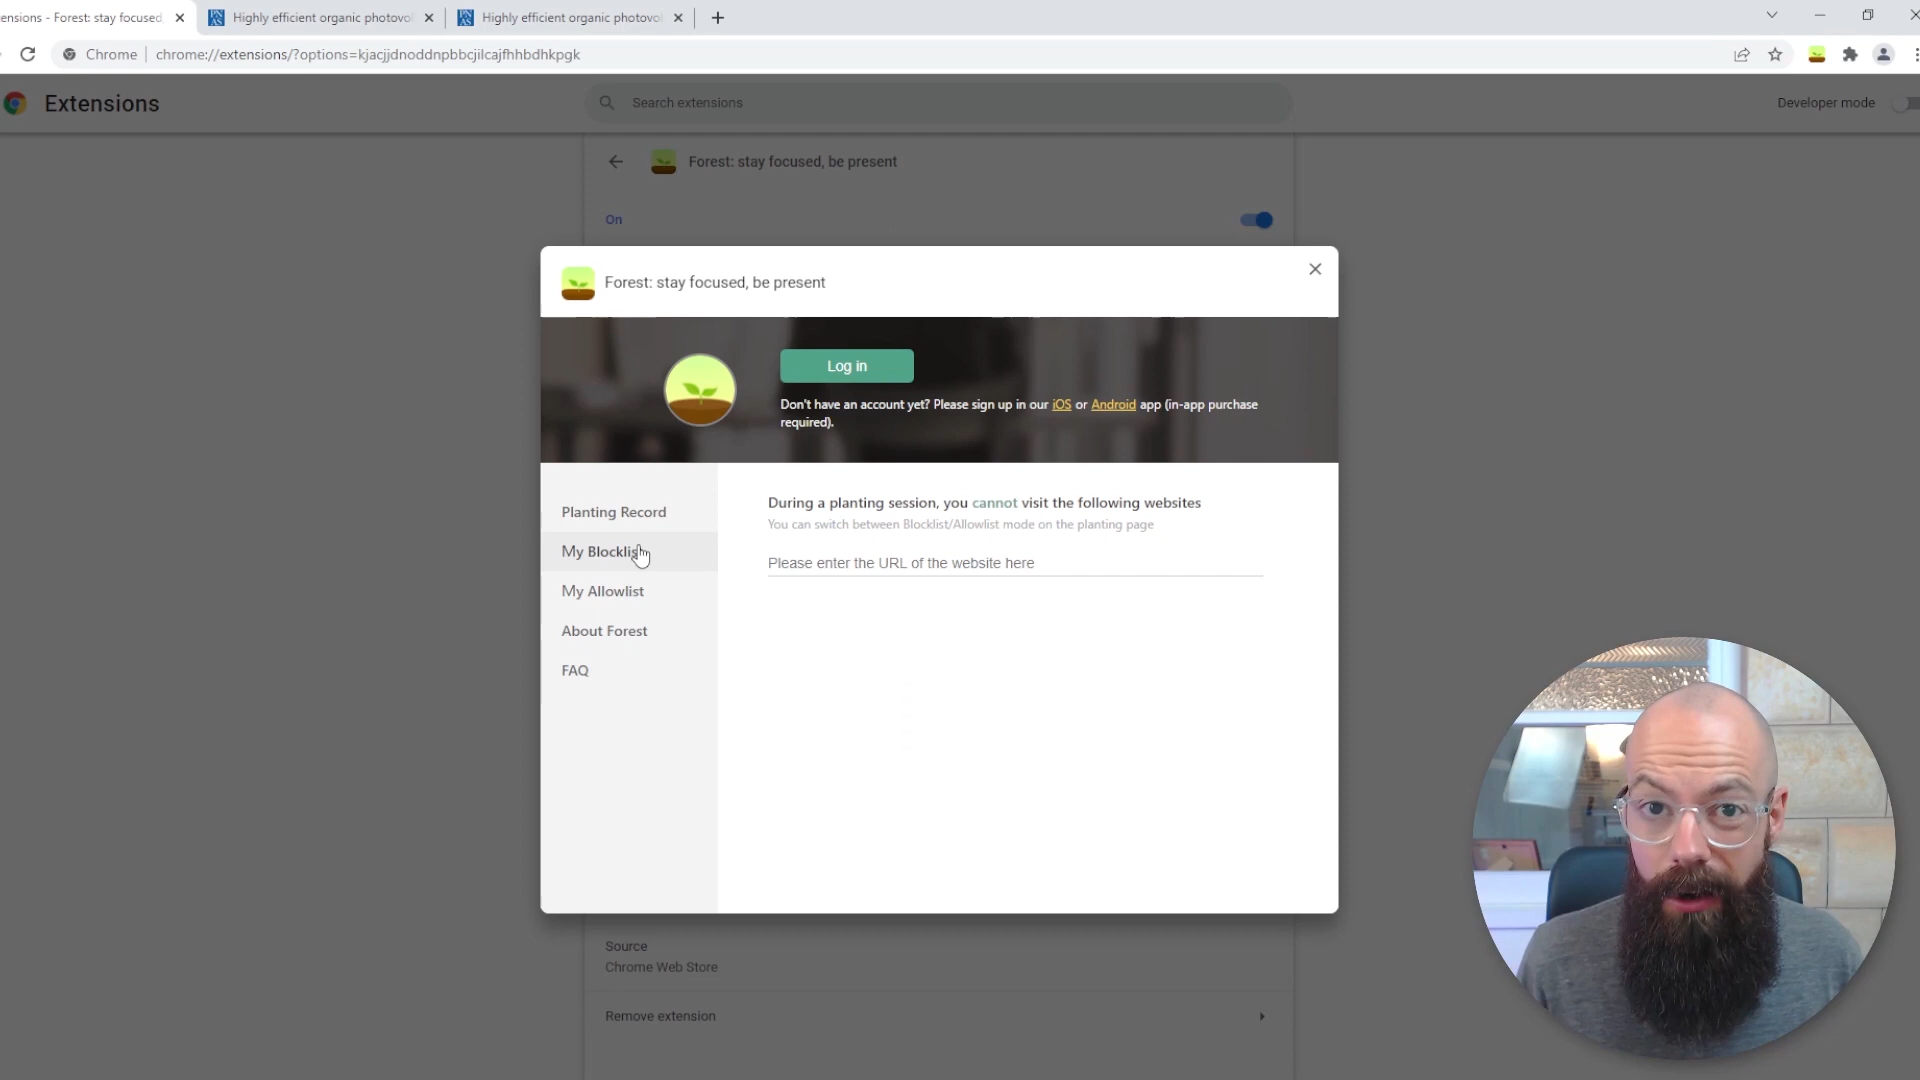 ensions - Forest: stay focused,
Highly efficient organic photovol
Highly efficient organic photovol
Chrome
chrome://extensions/?options=kjacjjdnoddnpbbcjilcajfhhbdhkpgk
Extensions
Search extensions
Developer mode
Forest: stay focused, be present
On
Forest: stay focused, be present
Log in
Don't have an account yet? Please sign up in our iOS or Android app (in-app purchase
required).
Planting Record
My Blocklist
My Allowlist
About Forest
FAQ
During a planting session, you cannot visit the following websites
You can switch between Blocklist/Allowlist mode on the planting page
Please enter the URL of the website here
Source
Chrome Web Store
Remove extension